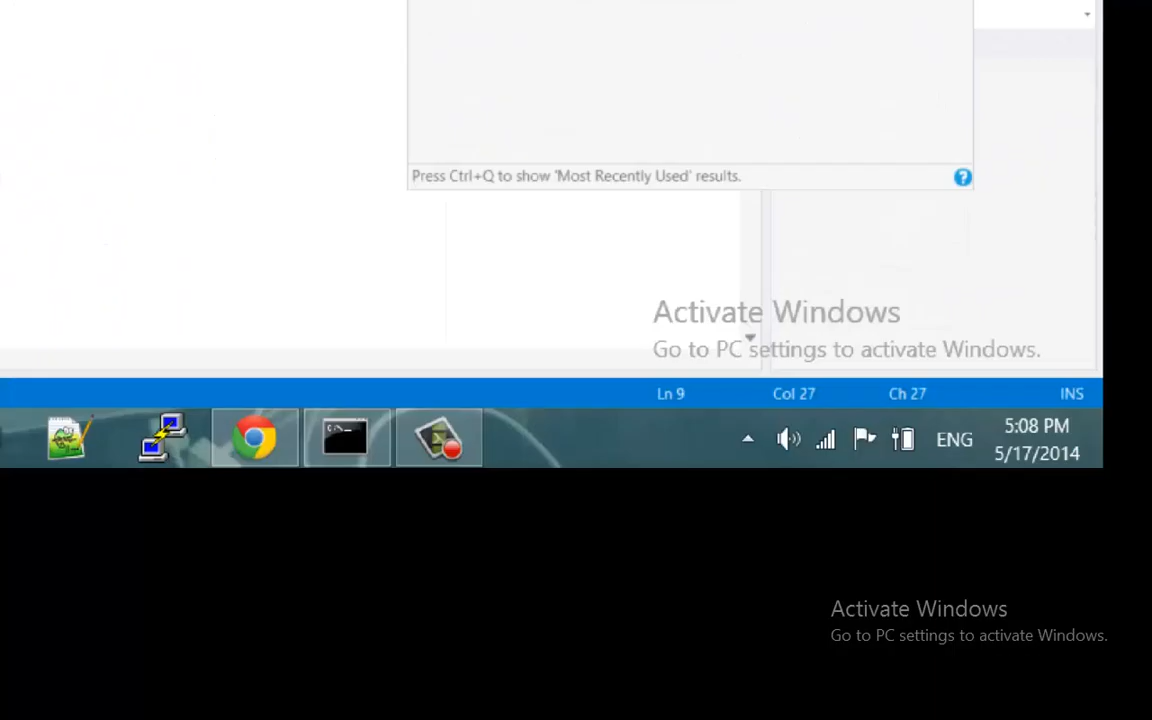 Press Ctrl+Q to show 'Most Recently Used' results.
?
Activate Windows
Go to PC settings to activate Windows.
Ln 9 Col 27 Ch 27 INS
ENG
5:08 PM
5/17/2014
Activate Windows
Go to PC settings to activate Windows.